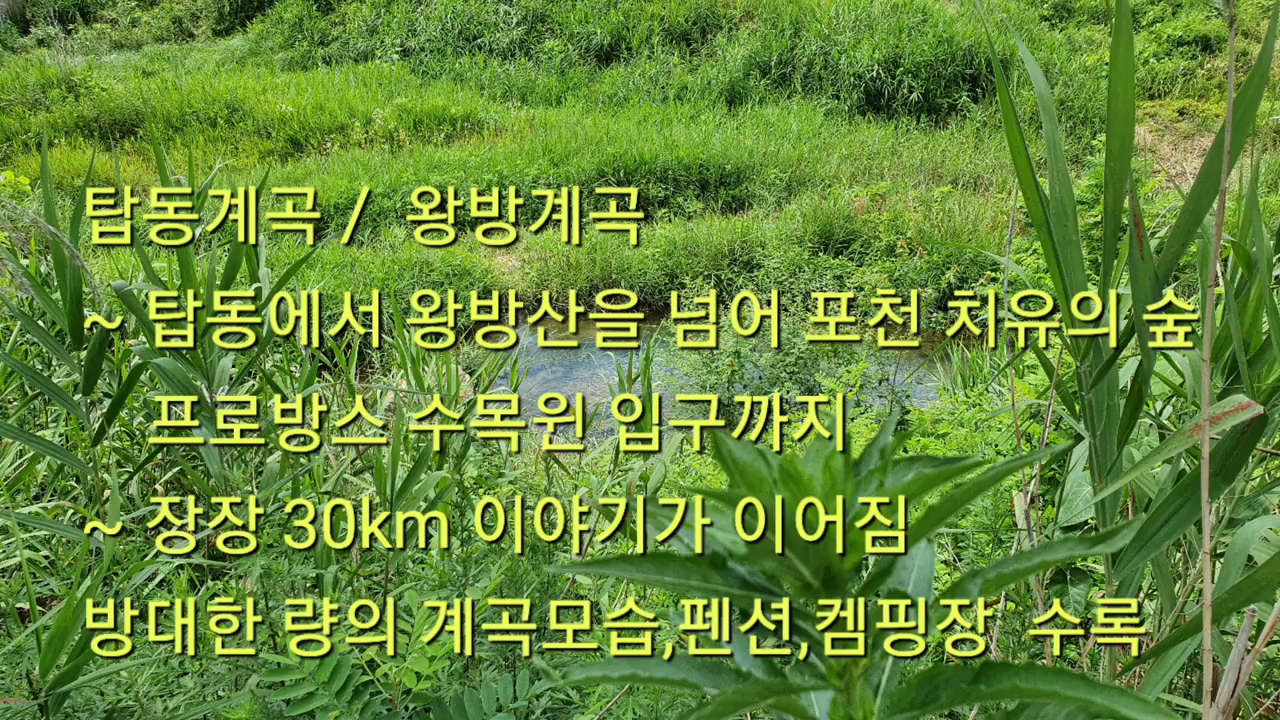 탑동계곡 / 왕방계곡
~ 탑동에서 왕방산을 넘어 포천 치유의 숲
프로방스 수목원 입구까지
~ 장장 30km 이야기가 이어짐
방대한 량의 계곡모습,펜션,켐핑장 수록